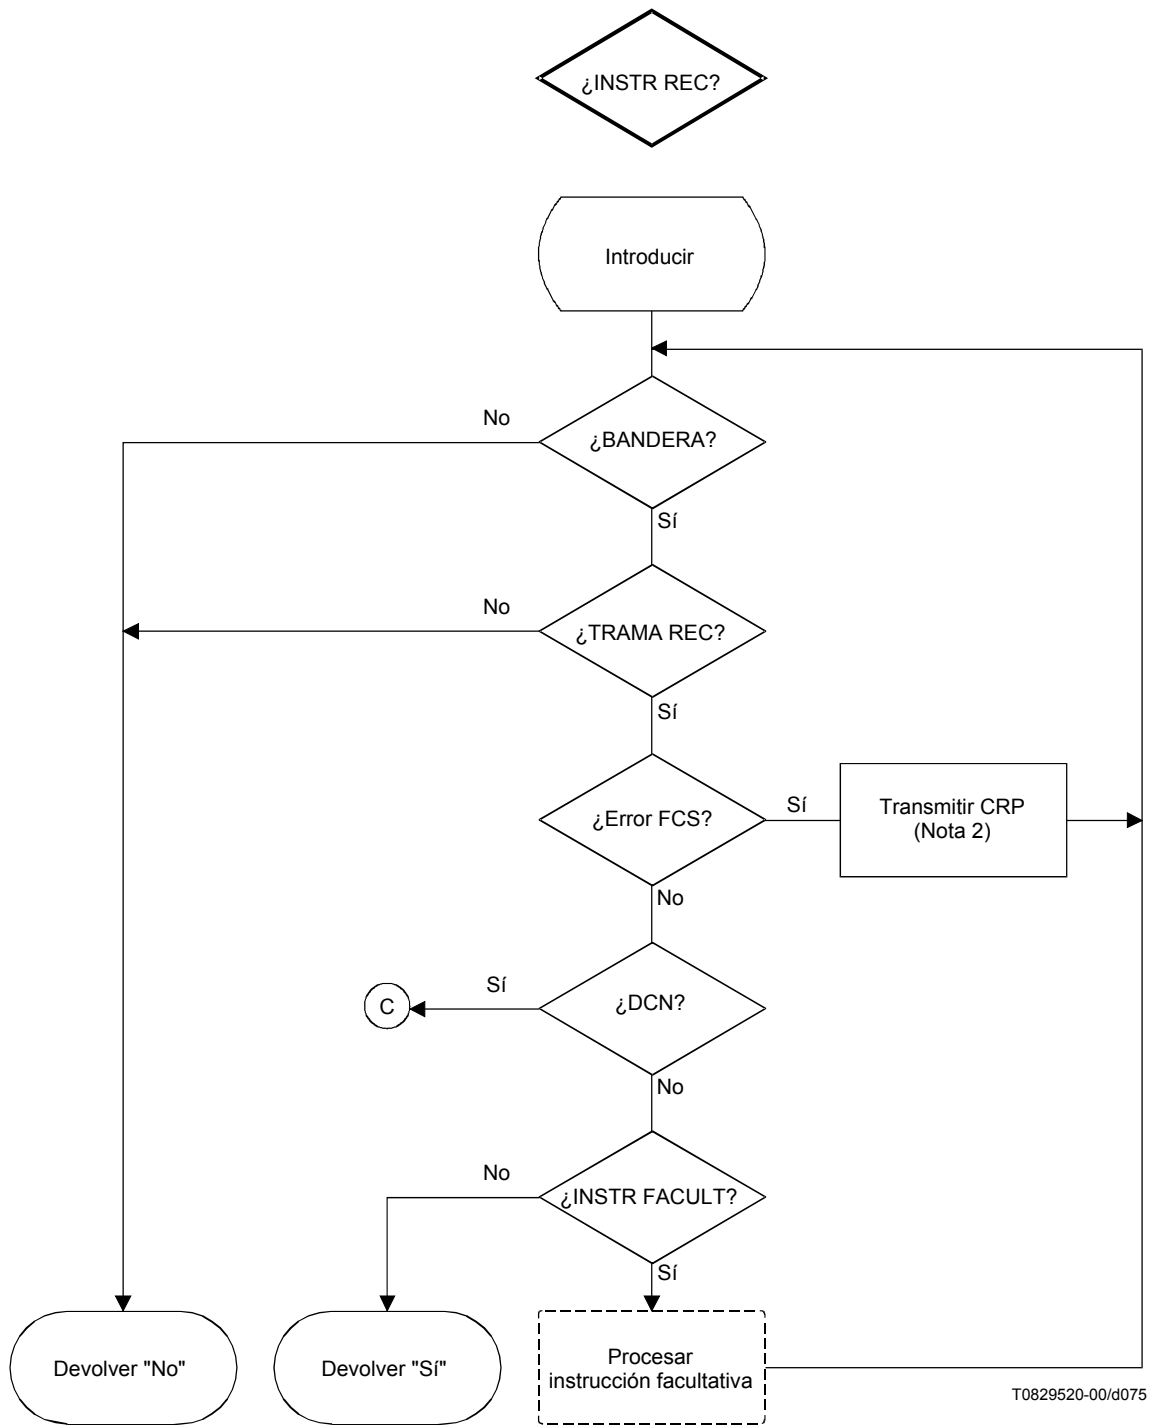 ¿INSTR REC?
Introducir
No
¿BANDERA?
Sí
No
¿TRAMA REC?
Sí
¿Error FCS?
Sí
Transmitir CRP
(Nota 2)
No
Sí
C
¿DCN?
No
No
¿INSTR FACULT?
Sí
Devolver "No"
Devolver "Sí"
Procesar
instrucción facultativa
T0829520-00/d075